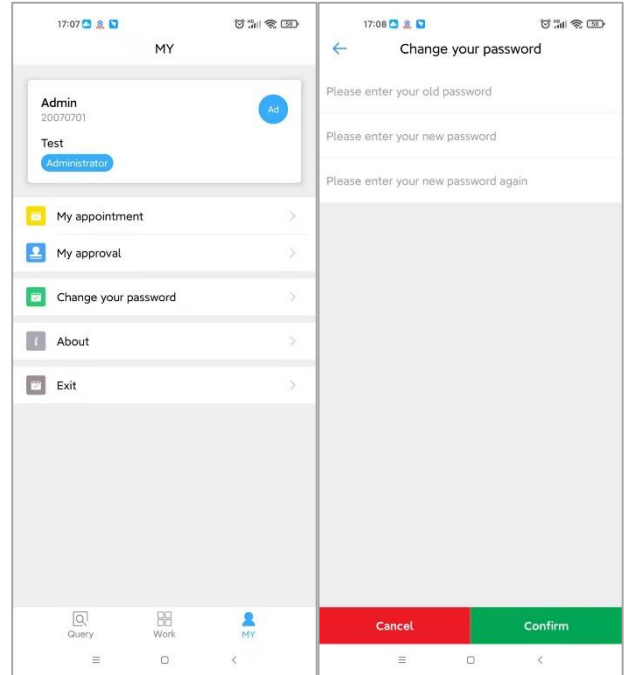 17:07
58
MY
Admin
20070701
Ad
Test
Administrator
My appointment
My approval
Change your password
About
Exit
Query
Work
MY
17:08
58
Change your password
Please enter your old password
Please enter your new password
Please enter your new password again
Cancel
Confirm